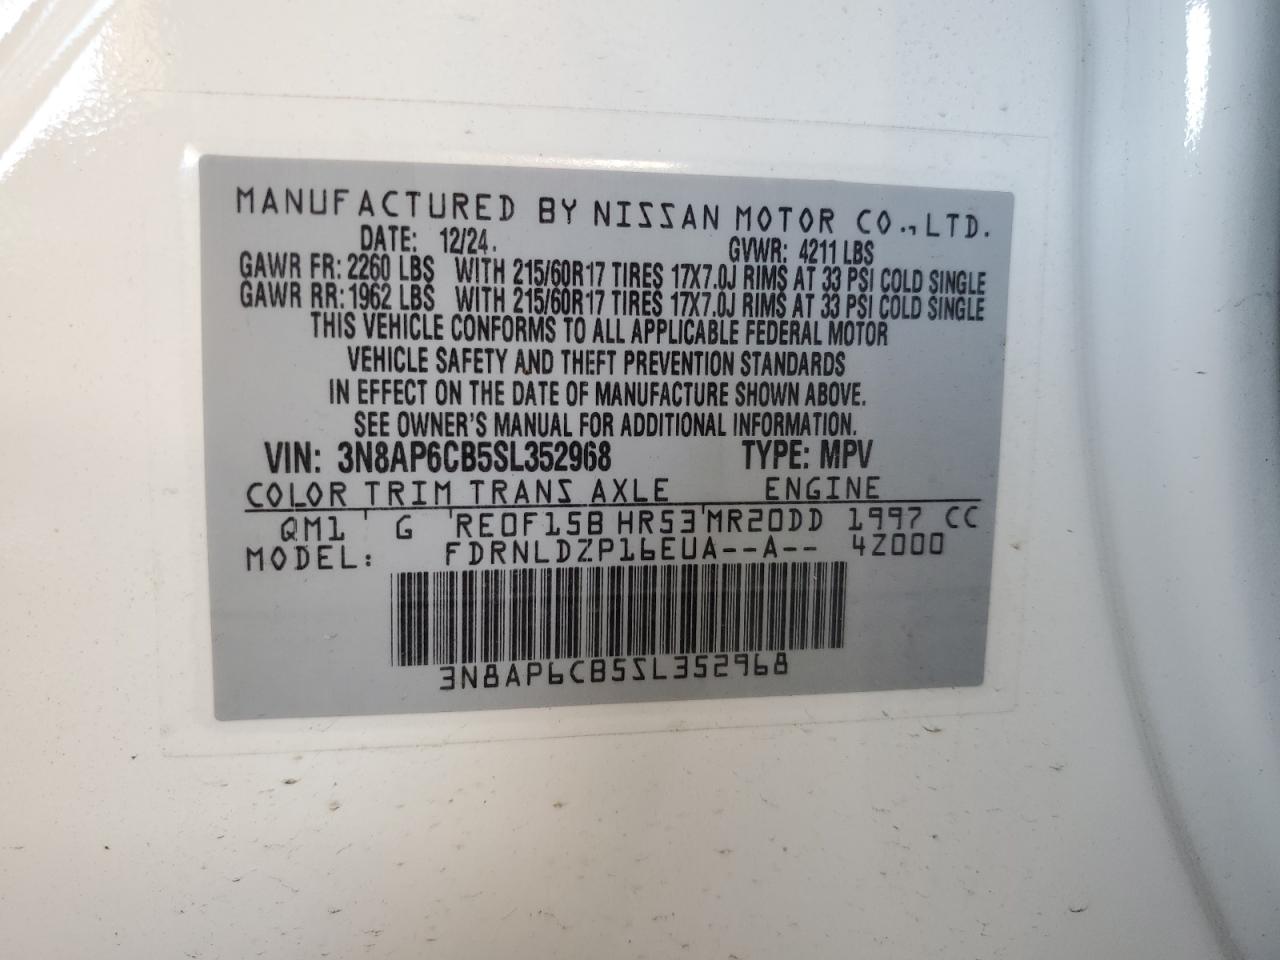 MANUFACTURED BY NISSAN MOTOR CO., LTD.
DATE: 12/24. GVWR: 4211 LBS
GAWR FR: 2260 LBS WITH 215/60R17 TIRES 17X7.0J RIMS AT 33 PSI COLD SINGLE
GAWR RR: 1962 LBS WITH 215/60R17 TIRES 17X7.0J RIMS AT 33 PSI COLD SINGLE
THIS VEHICLE CONFORMS TO ALL APPLICABLE FEDERAL MOTOR
VEHICLE SAFETY AND THEFT PREVENTION STANDARDS
IN EFFECT ON THE DATE OF MANUFACTURE SHOWN ABOVE.
SEE OWNER'S MANUAL FOR ADDITIONAL INFORMATION.
VIN: 3N8AP6CB5SL352968 TYPE: MPV
COLOR TRIM TRANS AXLE ENGINE
QM1 G RE0F15B HR53 MR20DD 1997 CC
MODEL: FDRNLDZP16EUA--A-- 4Z000
3N8AP6CB5SL352968